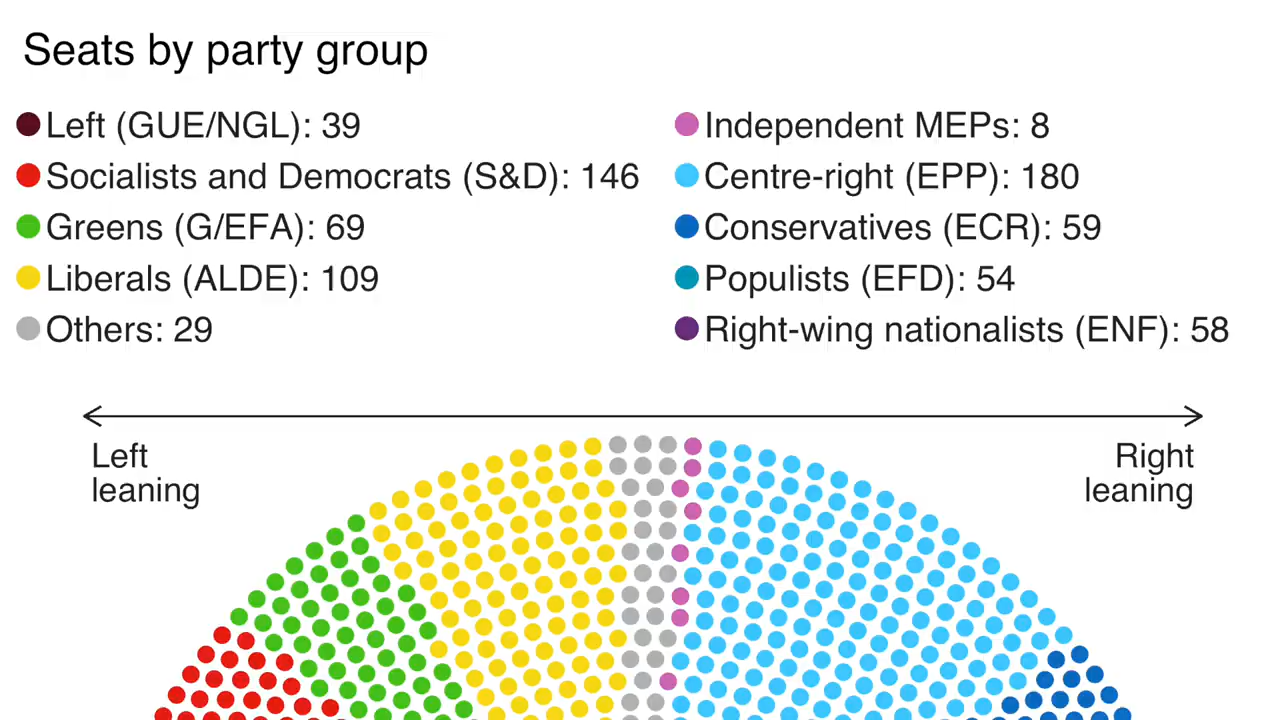 Seats by party group
Left (GUE/NGL): 39
Socialists and Democrats (S&D): 146
Greens (G/EFA): 69
Liberals (ALDE): 109
Others: 29
Independent MEPs: 8
Centre-right (EPP): 180
Conservatives (ECR): 59
Populists (EFD): 54
Right-wing nationalists (ENF): 58
Left
leaning
Right
leaning